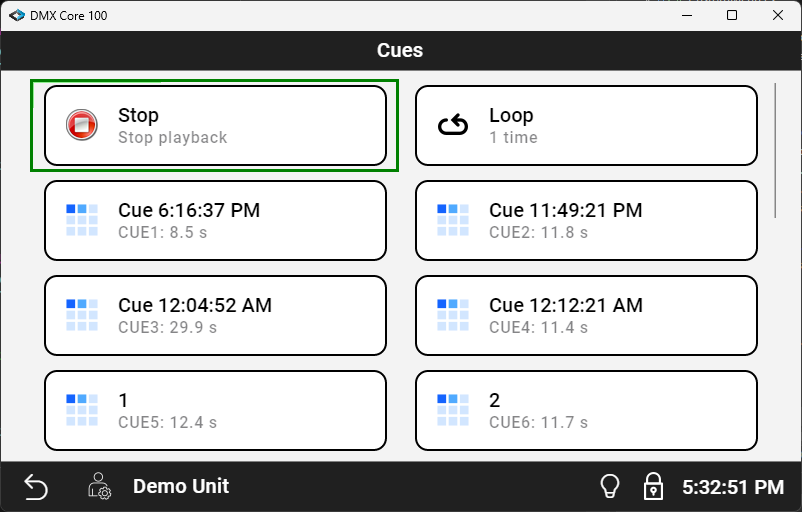 DMX Core 100
Cues
Stop
Stop playback
Loop
1 time
Cue 6:16:37 PM
CUE1: 8.5 s
Cue 11:49:21 PM
CUE2: 11.8 s
Cue 12:04:52 AM
CUE3: 29.9 s
Cue 12:12:21 AM
CUE4: 11.4 s
1
CUE5: 12.4 s
2
CUE6: 11.7 s
Demo Unit
5:32:51 PM